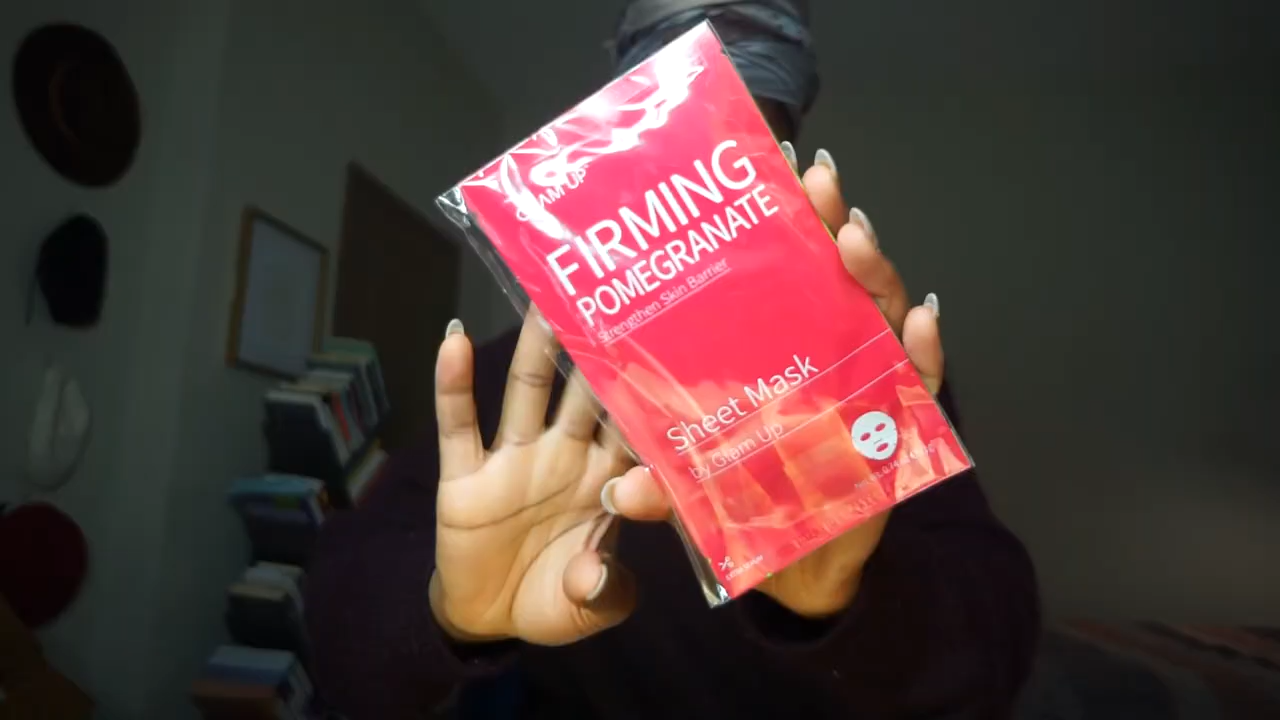 GLAM UP
FIRMING
POMEGRANATE
Strengthen Skin Barrier
Sheet Mask
by Glam Up